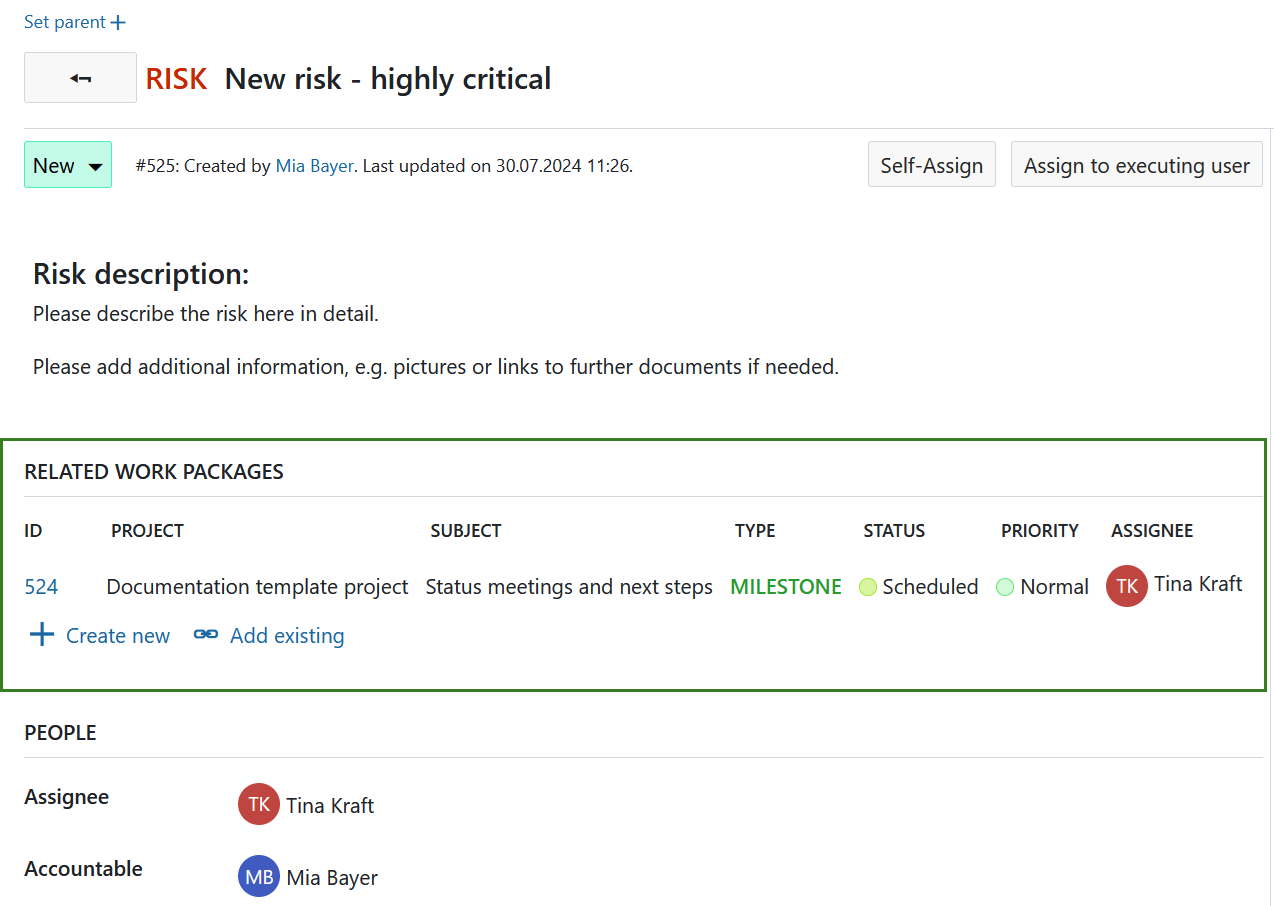 Set parent
RISK New risk - highly critical
New #525: Created by Mia Bayer. Last updated on 30.07.2024 11:26. Self-Assign Assign to executing user
Risk description:
Please describe the risk here in detail.
Please add additional information, e.g. pictures or links to further documents if needed.
RELATED WORK PACKAGES
ID PROJECT SUBJECT TYPE STATUS PRIORITY ASSIGNEE
524 Documentation template project Status meetings and next steps MILESTONE Scheduled Normal TK Tina Kraft
Create new Add existing
PEOPLE
Assignee TK Tina Kraft
Accountable MB Mia Bayer